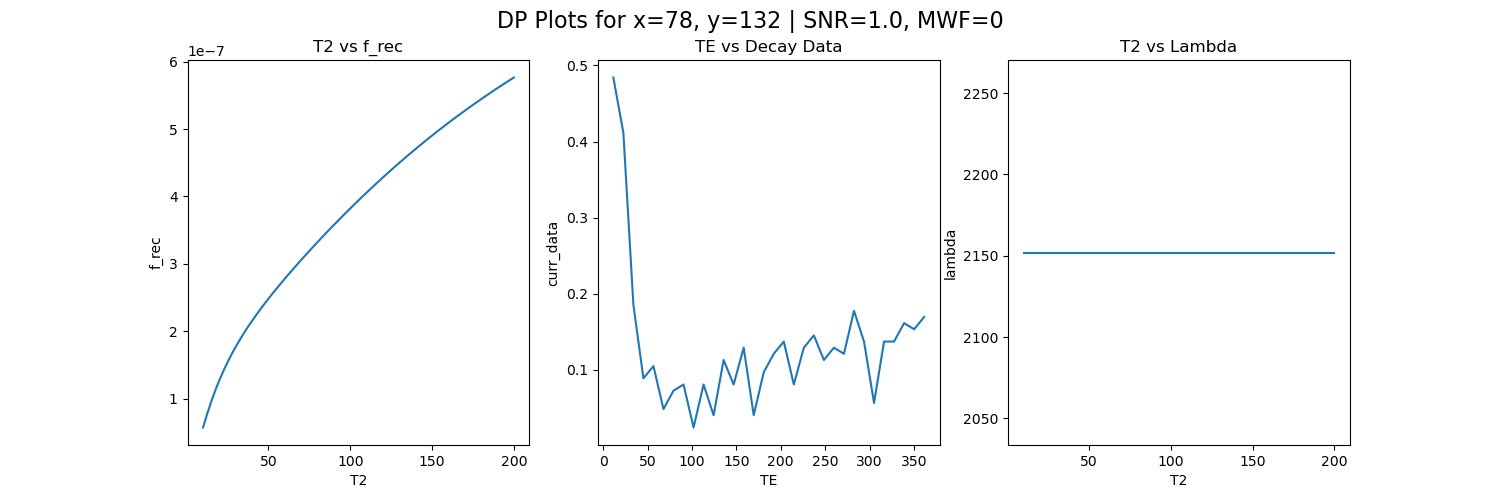 DP Plots for x=78, y=132 | SNR=1.0, MWF=0
T2 vs f_rec
1e−7
6
5
4
3
2
1
f_rec
50 100 150 200
T2
TE vs Decay Data
0.5
0.4
0.3
0.2
0.1
curr_data
0 50 100 150 200 250 300 350
TE
T2 vs Lambda
2250
2200
2150
2100
2050
lambda
50 100 150 200
T2